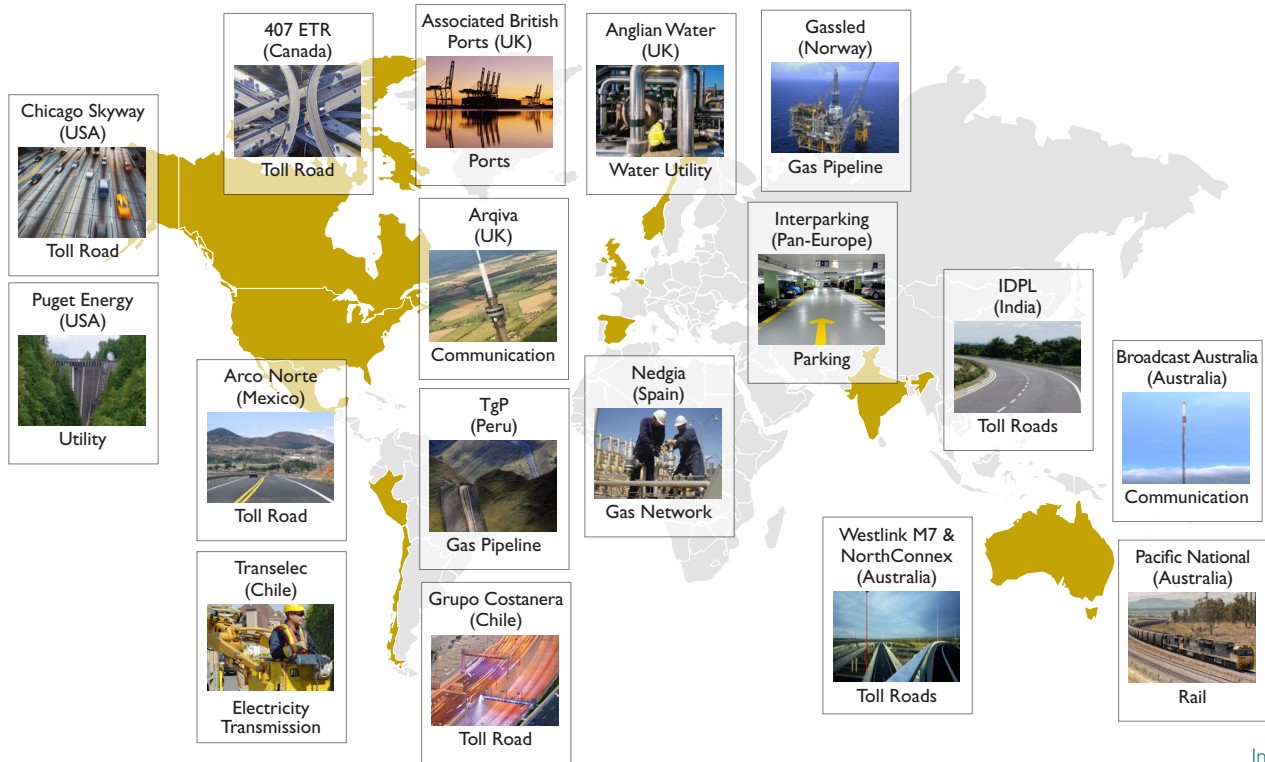 407 ETR
(Canada)
Toll Road
Associated British
Ports (UK)
Ports
Anglian Water
(UK)
Water Utility
Gassled
(Norway)
Gas Pipeline
Chicago Skyway
(USA)
Toll Road
Arqiva
(UK)
Communication
Interparking
(Pan-Europe)
Parking
IDPL
(India)
Toll Roads
Puget Energy
(USA)
Utility
Arco Norte
(Mexico)
Toll Road
TgP
(Peru)
Gas Pipeline
Nedgia
(Spain)
Gas Network
Broadcast Australia
(Australia)
Communication
Transelec
(Chile)
Electricity
Transmission
Grupo Costanera
(Chile)
Toll Road
Westlink M7 &
NorthConnex
(Australia)
Toll Roads
Pacific National
(Australia)
Rail
In